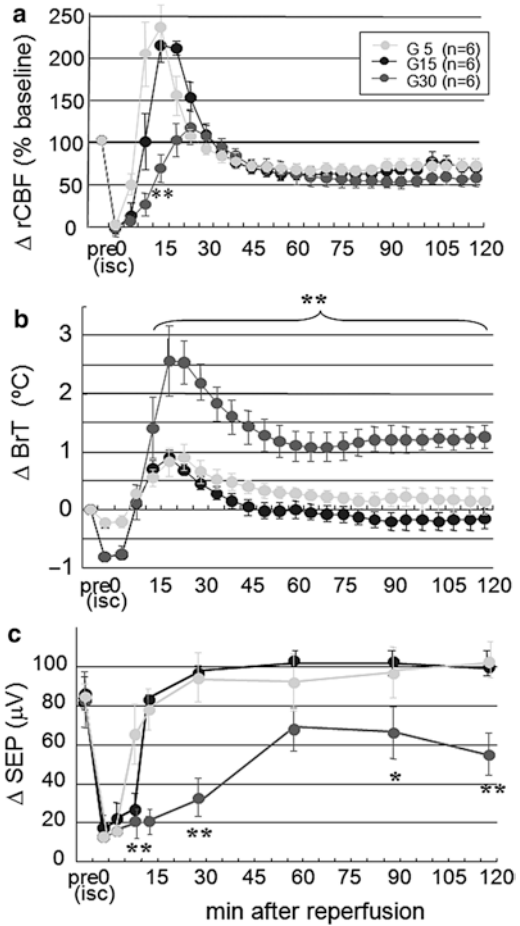 a
Δ rCBF (% baseline)
250
200
150
100
50
0
G 5 (n=6)
G15 (n=6)
G30 (n=6)
**
pre0 15 30 45 60 75 90 105 120
(isc)
b
**
Δ BrT (ºC)
3
2
1
0
−1
pre0 15 30 45 60 75 90 105 120
(isc)
c
Δ SEP (μV)
100
80
60
40
20
0
** ** * **
pre0 15 30 45 60 75 90 105 120
(isc)
min after reperfusion